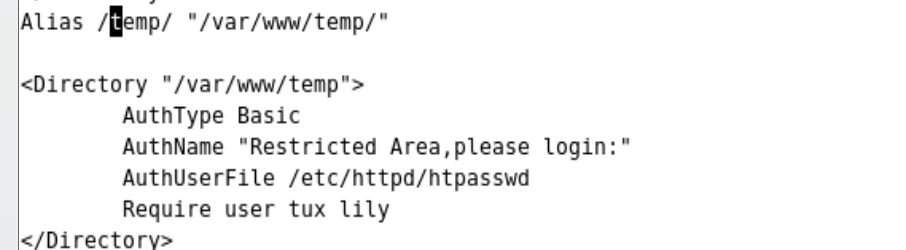 Alias /temp/ "/var/www/temp/"
<Directory "/var/www/temp">
AuthType Basic
AuthName "Restricted Area,please login:"
AuthUserFile /etc/httpd/htpasswd
Require user tux lily
</Directory>